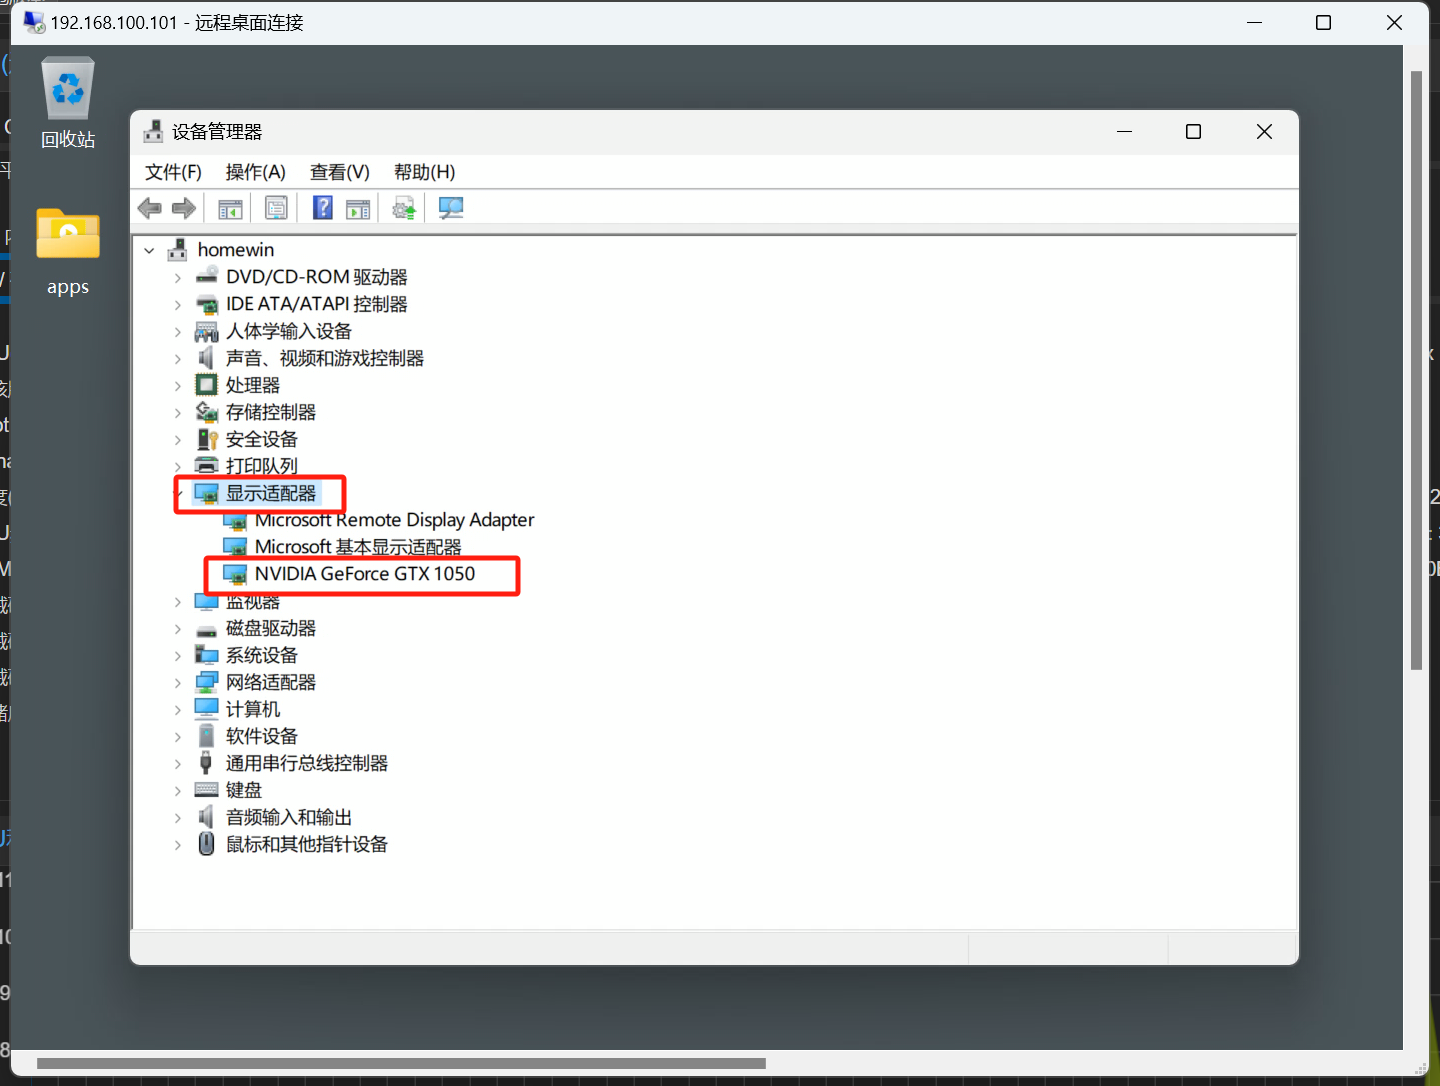 192.168.100.101 - 远程桌面连接
回收站
apps
设备管理器
文件(F) 操作(A) 查看(V) 帮助(H)
homewin
DVD/CD-ROM 驱动器
IDE ATA/ATAPI 控制器
人体学输入设备
声音、视频和游戏控制器
处理器
存储控制器
安全设备
打印队列
显示适配器
Microsoft Remote Display Adapter
Microsoft 基本显示适配器
NVIDIA GeForce GTX 1050
监视器
磁盘驱动器
系统设备
网络适配器
计算机
软件设备
通用串行总线控制器
键盘
音频输入和输出
鼠标和其他指针设备